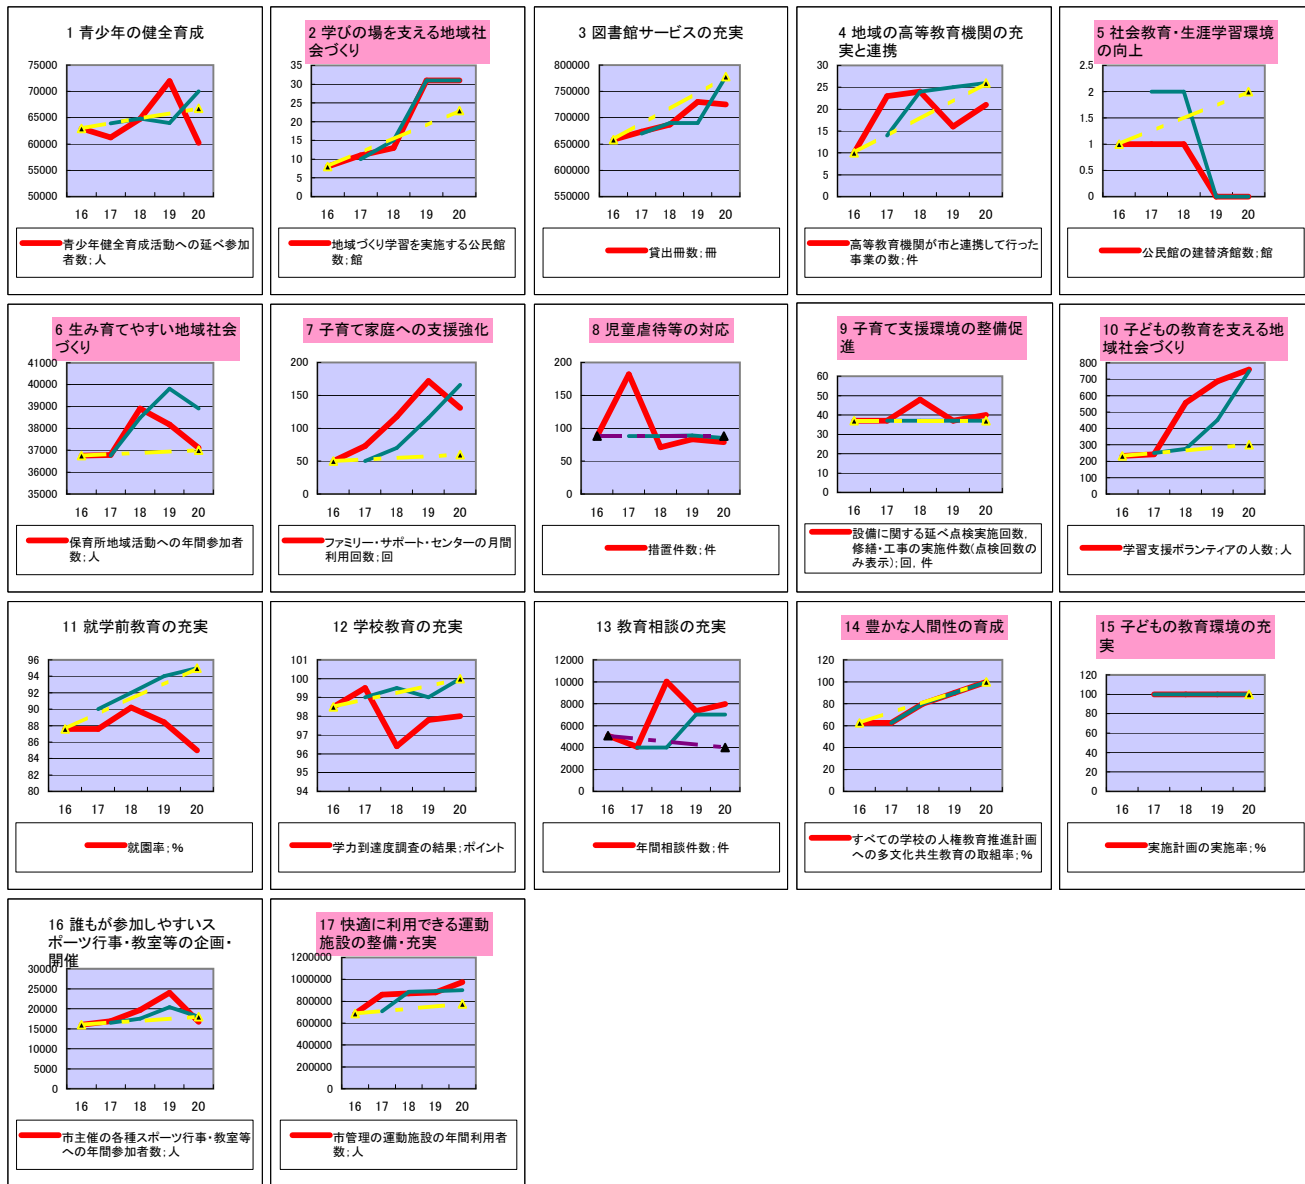 1 青少年の健全育成
75000
70000
65000
60000
55000
50000
16 17 18 19 20
青少年健全育成活動への延べ参加
者数；人
2 学びの場を支える地域社
会づくり
35
30
25
20
15
10
5
0
16 17 18 19 20
地域づくり学習を実施する公民館
数；館
3 図書館サービスの充実
800000
750000
700000
650000
600000
550000
16 17 18 19 20
貸出冊数；冊
4 地域の高等教育機関の充
実と連携
30
25
20
15
10
5
0
16 17 18 19 20
高等教育機関が市と連携して行った
事業の数；件
5 社会教育・生涯学習環境
の向上
2.5
2
1.5
1
0.5
0
16 17 18 19 20
公民館の建替済館数；館
6 生み育てやすい地域社会
づくり
41000
40000
39000
38000
37000
36000
35000
16 17 18 19 20
保育所地域活動への年間参加者
数；人
7 子育て家庭への支援強化
200
150
100
50
0
16 17 18 19 20
ファミリー・サポート・センターの月間
利用回数；回
8 児童虐待等の対応
200
150
100
50
0
16 17 18 19 20
措置件数；件
9 子育て支援環境の整備促
進
60
50
40
30
20
10
0
16 17 18 19 20
設備に関する延べ点検実施回数，
修繕・工事の実施件数（点検回数の
み表示）；回，件
10 子どもの教育を支える地
域社会づくり
800
700
600
500
400
300
200
100
0
16 17 18 19 20
学習支援ボランティアの人数；人
11 就学前教育の充実
96
94
92
90
88
86
84
82
80
16 17 18 19 20
就園率；％
12 学校教育の充実
101
100
99
98
97
96
95
94
16 17 18 19 20
学力到達度調査の結果；ポイント
13 教育相談の充実
12000
10000
8000
6000
4000
2000
0
16 17 18 19 20
年間相談件数；件
14 豊かな人間性の育成
120
100
80
60
40
20
0
16 17 18 19 20
すべての学校の人権教育推進計画
への多文化共生教育の取組率；％
15 子どもの教育環境の充
実
120
100
80
60
40
20
0
16 17 18 19 20
実施計画の実施率；％
16 誰もが参加しやすいス
ポーツ行事・教室等の企画・
開催
30000
25000
20000
15000
10000
5000
0
16 17 18 19 20
市主催の各種スポーツ行事・教室等
への年間参加者数；人
17 快適に利用できる運動
施設の整備・充実
1200000
1000000
800000
600000
400000
200000
0
16 17 18 19 20
市管理の運動施設の年間利用者
数；人